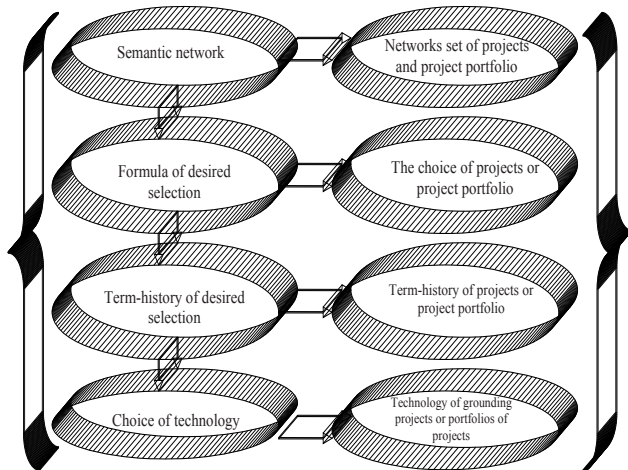 Semantic network
Networks set of projects
and project portfolio
Formula of desired
selection
The choice of projects or
project portfolio
Term-history of desired
selection
Term-history of projects or
project portfolio
Choice of technology
Technology of grounding
projects or portfolios of
projects